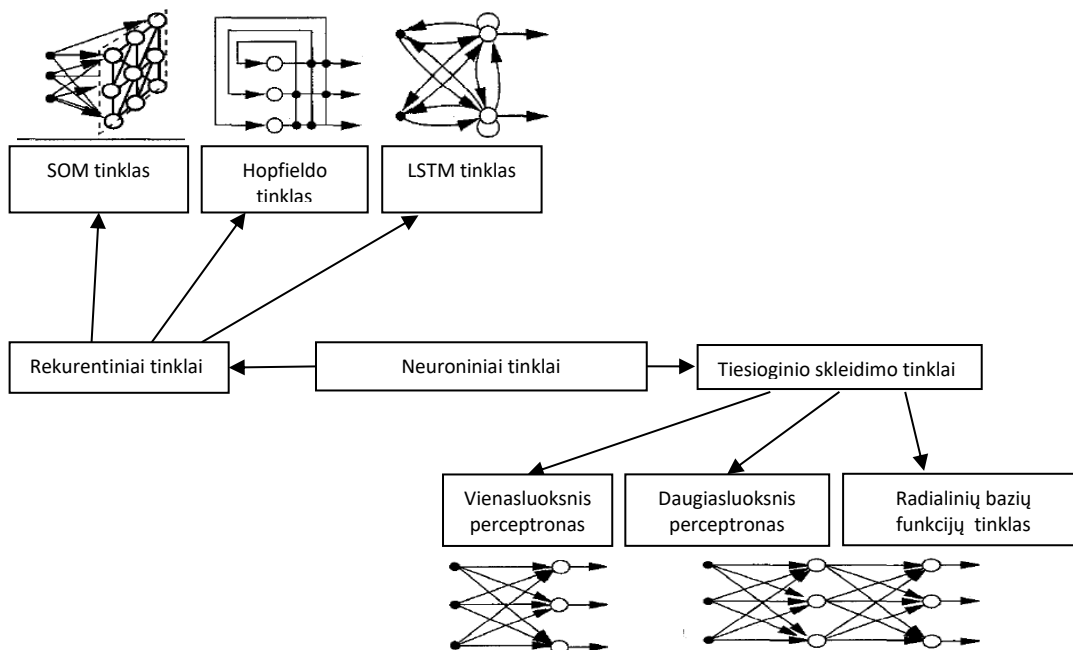 SOM tinklas
Hopfieldo
tinklas
LSTM tinklas
Rekurentiniai tinklai
Neuroniniai tinklai
Tiesioginio skleidimo tinklai
Vienasluoksnis
perceptronas
Daugiasluoksnis
perceptronas
Radialinių bazių
funkcijų tinklas